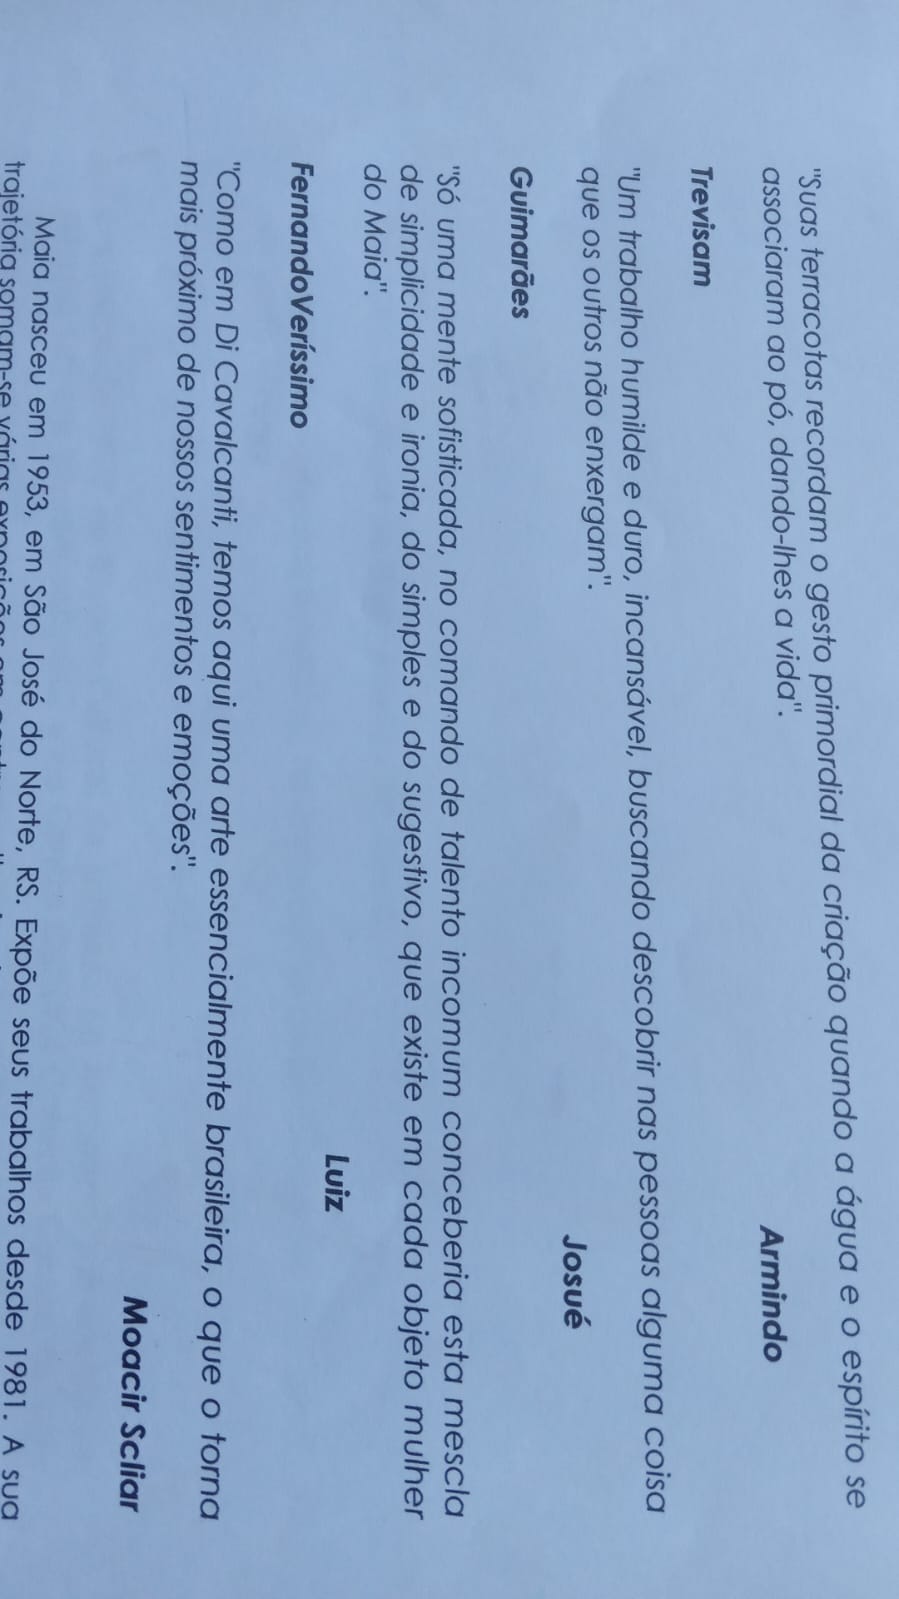 "Suas terracotas recordam o gesto primordial da criação quando a água e o espírito se
associaram ao pó, dando-lhes a vida".
Armindo
Trevisam
"Um trabalho humilde e duro, incansável, buscando descobrir nas pessoas alguma coisa
que os outros não enxergam".
Josué
Guimarães
"Só uma mente sofisticada, no comando de talento incomum conceberia esta mescla
de simplicidade e ironia, do simples e do sugestivo, que existe em cada objeto mulher
do Maia".
Luiz
FernandoVeríssimo
"Como em Di Cavalcanti, temos aqui uma arte essencialmente brasileira, o que o torna
mais próximo de nossos sentimentos e emoções".
Moacir Scliar
Maia nasceu em 1953, em São José do Norte, RS. Expõe seus trabalhos desde 1981. A sua
trajetória somam-se várias exposições em